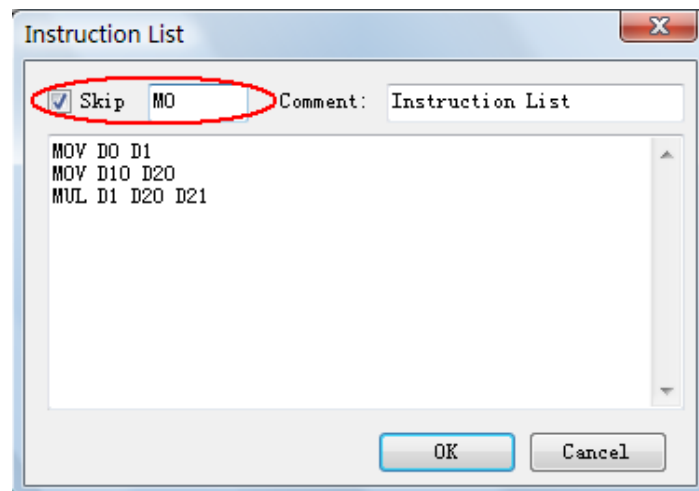 Instruction List
Skip M0 Comment: Instruction List
MOV D0 D1
MOV D10 D20
MUL D1 D20 D21
OK Cancel